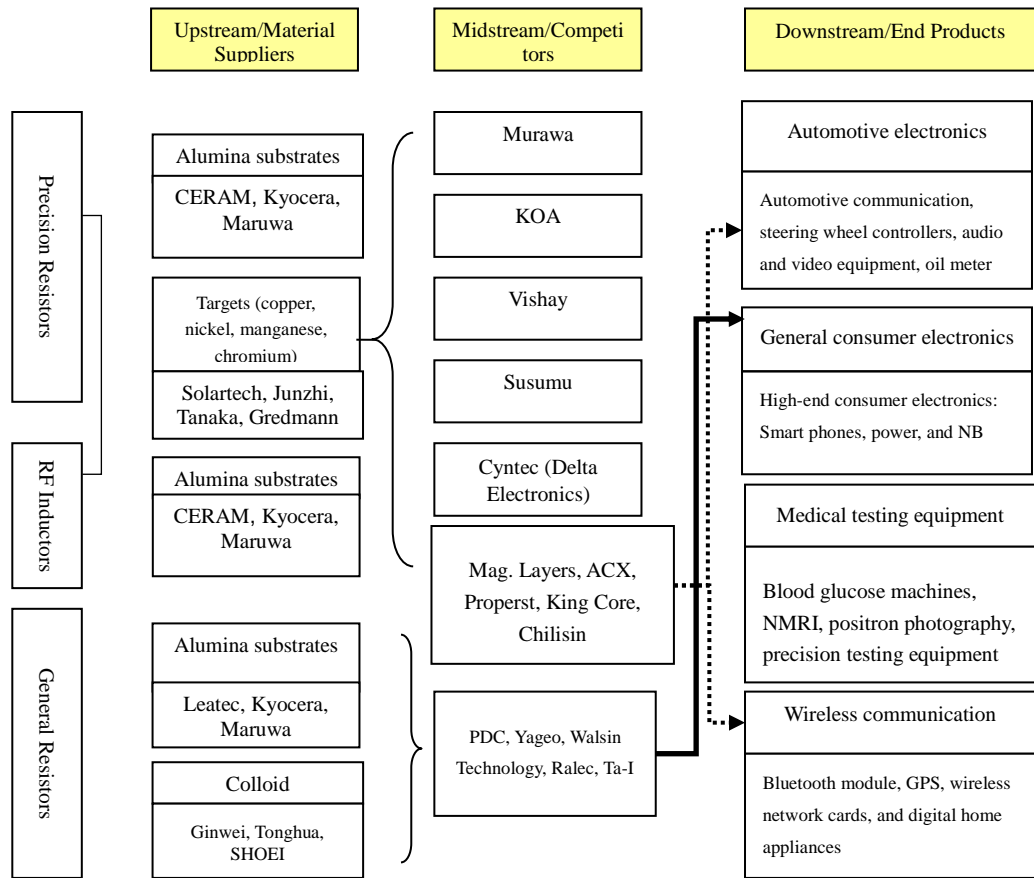 Upstream/Material
Suppliers
Midstream/Competi
tors
Downstream/End Products
Precision Resistors
RF Inductors
General Resistors
Alumina substrates
CERAM, Kyocera,
Maruwa
Targets (copper,
nickel, manganese,
chromium)
Solartech, Junzhi,
Tanaka, Gredmann
Alumina substrates
CERAM, Kyocera,
Maruwa
Alumina substrates
Leatec, Kyocera,
Maruwa
Colloid
Ginwei, Tonghua,
SHOEI
Murawa
KOA
Vishay
Susumu
Cyntec (Delta
Electronics)
Mag. Layers, ACX,
Properst, King Core,
Chilisin
PDC, Yageo, Walsin
Technology, Ralec, Ta-I
Automotive electronics
Automotive communication,
steering wheel controllers, audio
and video equipment, oil meter
General consumer electronics
High-end consumer electronics:
Smart phones, power, and NB
Medical testing equipment
Blood glucose machines,
NMRI, positron photography,
precision testing equipment
Wireless communication
Bluetooth module, GPS, wireless
network cards, and digital home
appliances